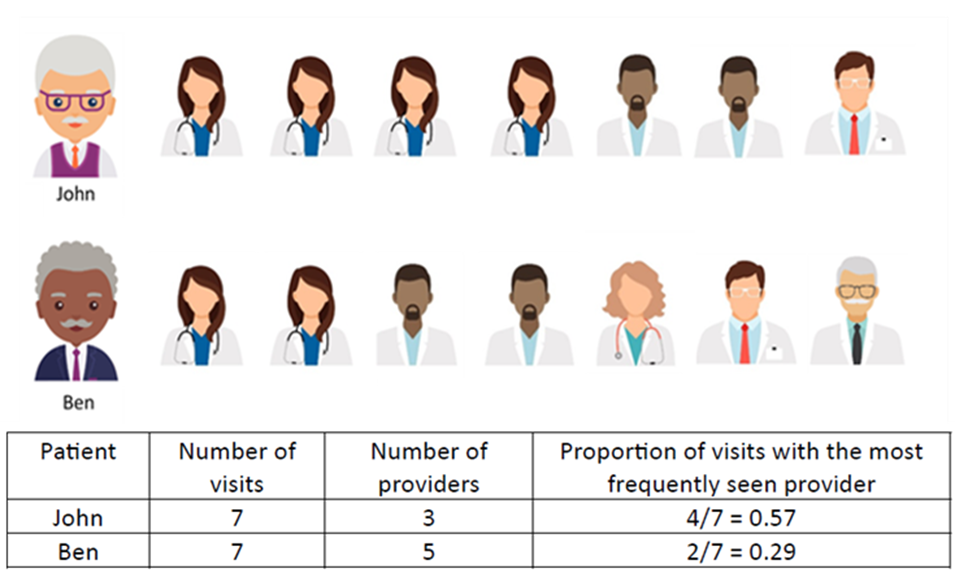 John
Ben
Patient
Number of
visits
Number of
providers
Proportion of visits with the most
frequently seen provider
John 7 3 4/7 = 0.57
Ben 7 5 2/7 = 0.29